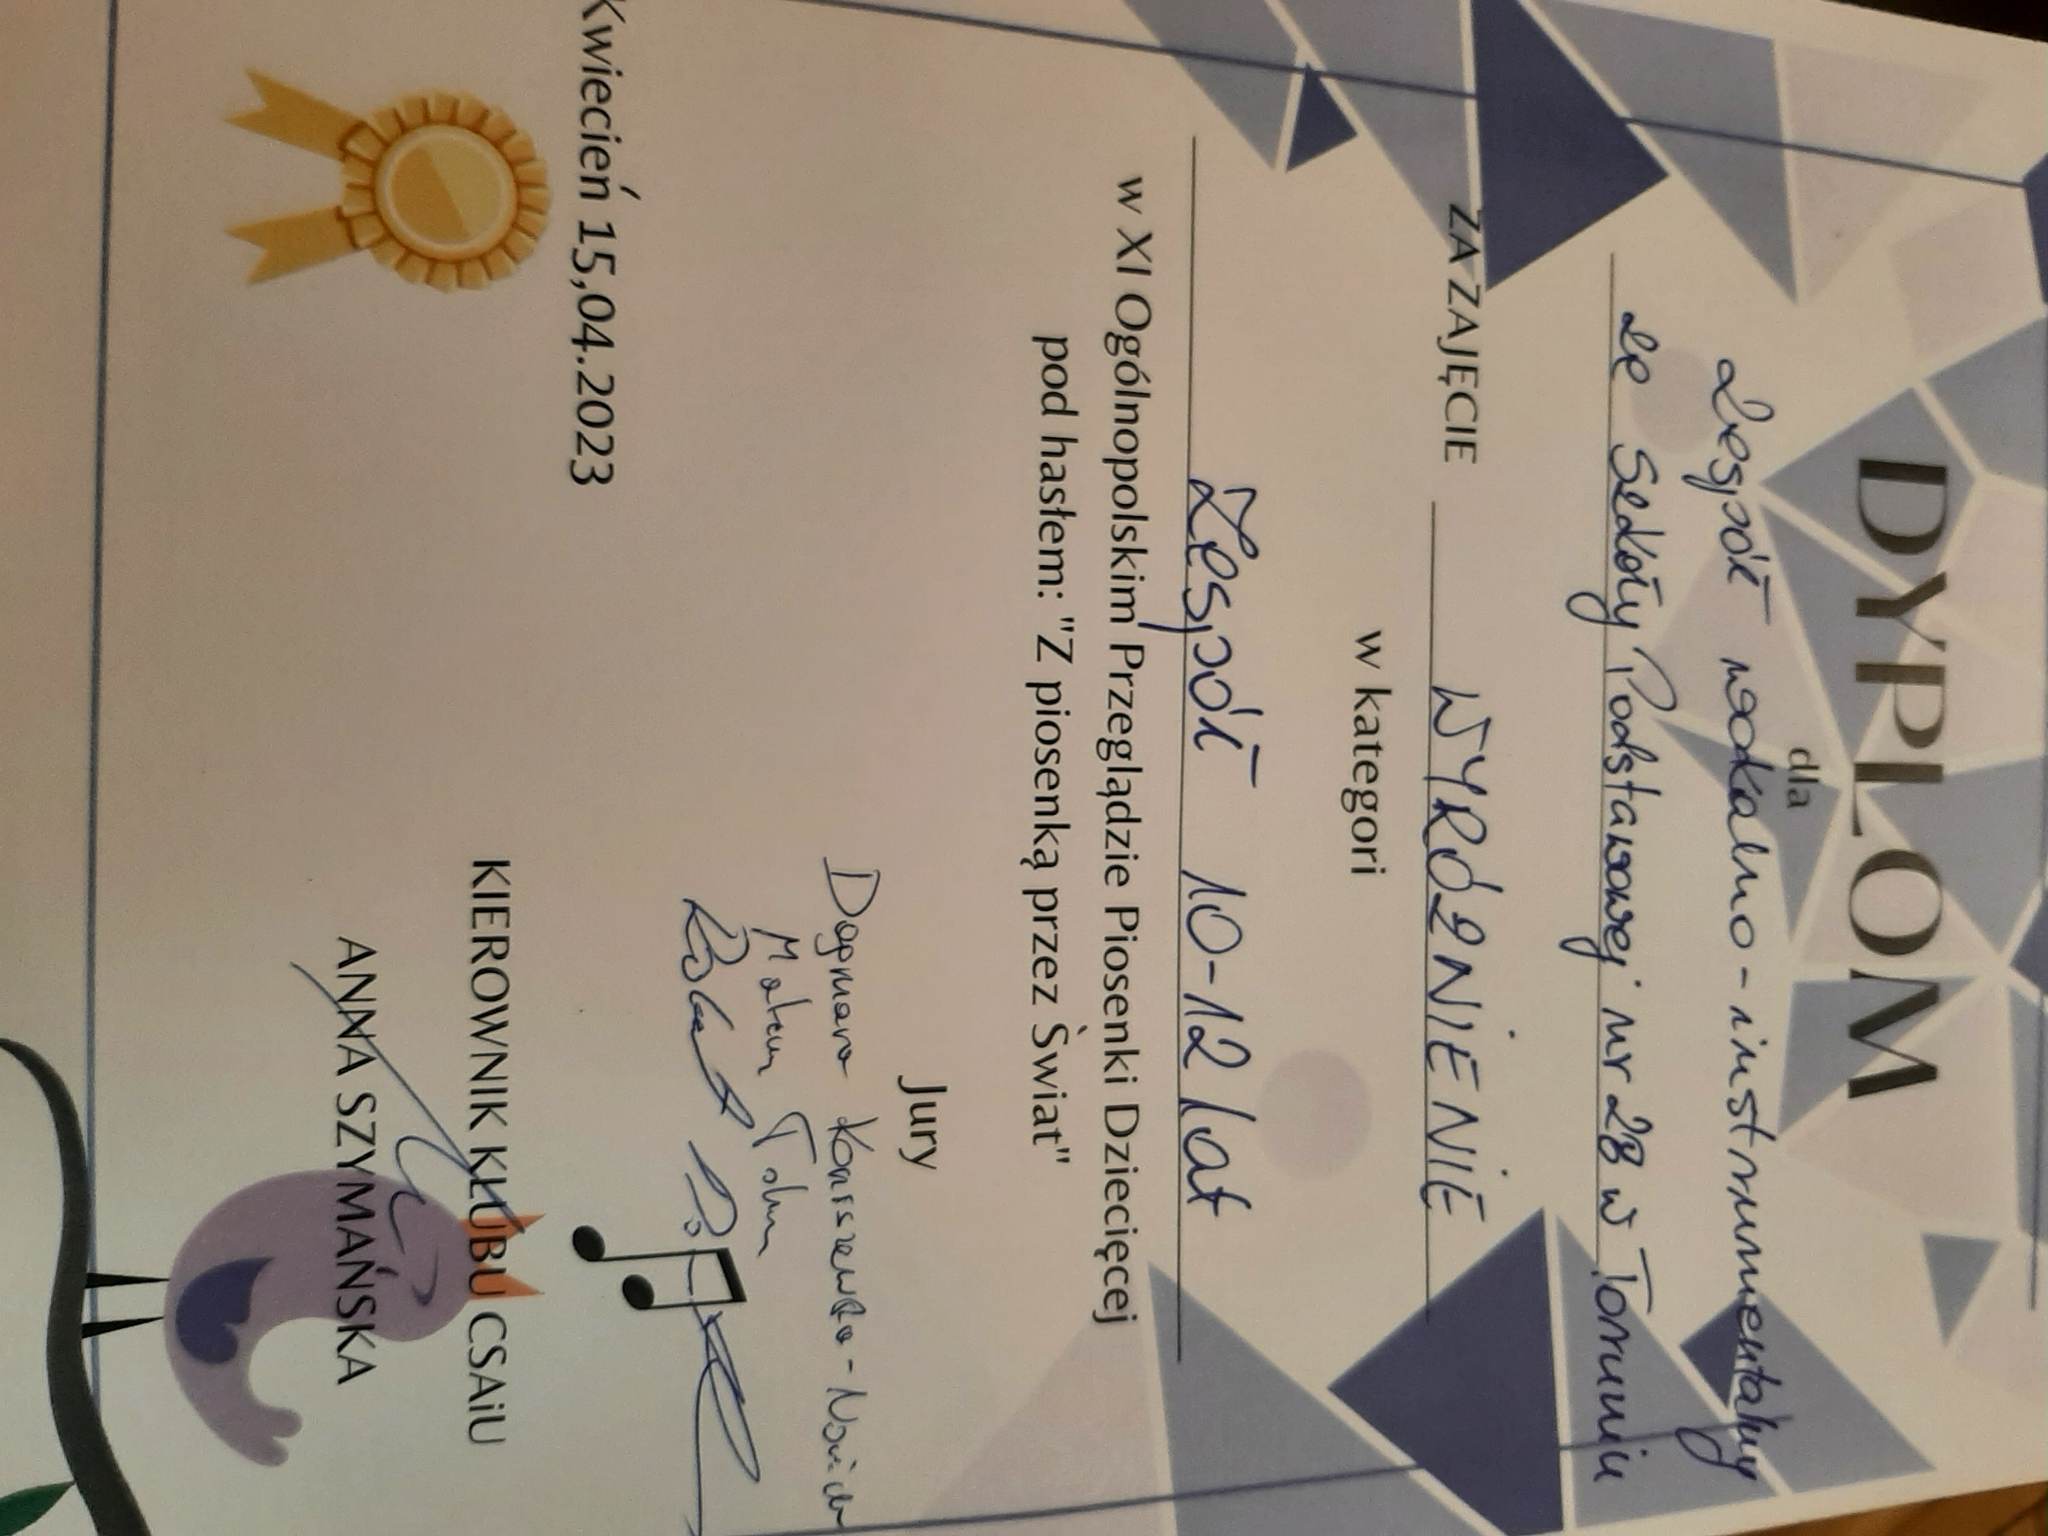 DYPLOM
dla
Zespół wokalno-instrumentalny
ze Szkoły Podstawowej nr 28 w Toruniu
ZA ZAJĘCIE WYRÓŻNIENIE
w kategori
Zespół 10-12 lat
w XI Ogólnopolskim Przeglądzie Piosenki Dziecięcej
pod hasłem: "Z piosenką przez Świat"
Jury
Dagmara
Kwiecień 15,04.2023
KIEROWNIK KLUBU CSAiU
ANNA SZYMAŃSKA